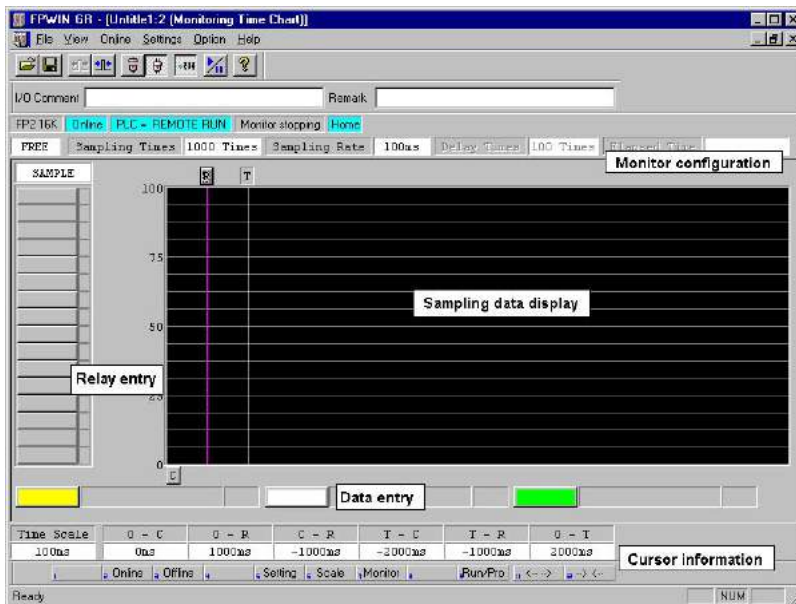 FPWIN GR - [Untitle1:2 (Monitoring Time Chart)]
File View Online Settings Option Help
I/O Comment Remark
FP2 16K Online PLC = REMOTE RUN Monitor stopping Home
FREE Sampling Times 1000 Times Sampling Rate 100ms Delay Times 100 Times Elapsed Time
Monitor configuration
SAMPLE R T
100
75
Sampling data display
50
Relay entry
25
0
C
Data entry
Time Scale 0 - C 0 - R C - R T - C T - R 0 - T
100ms 0ms 1000ms -1000ms -2000ms -1000ms 2000ms
Cursor information
Online Offline Setting Scale Monitor Run/Pro <- -> -> <-
Ready NUM